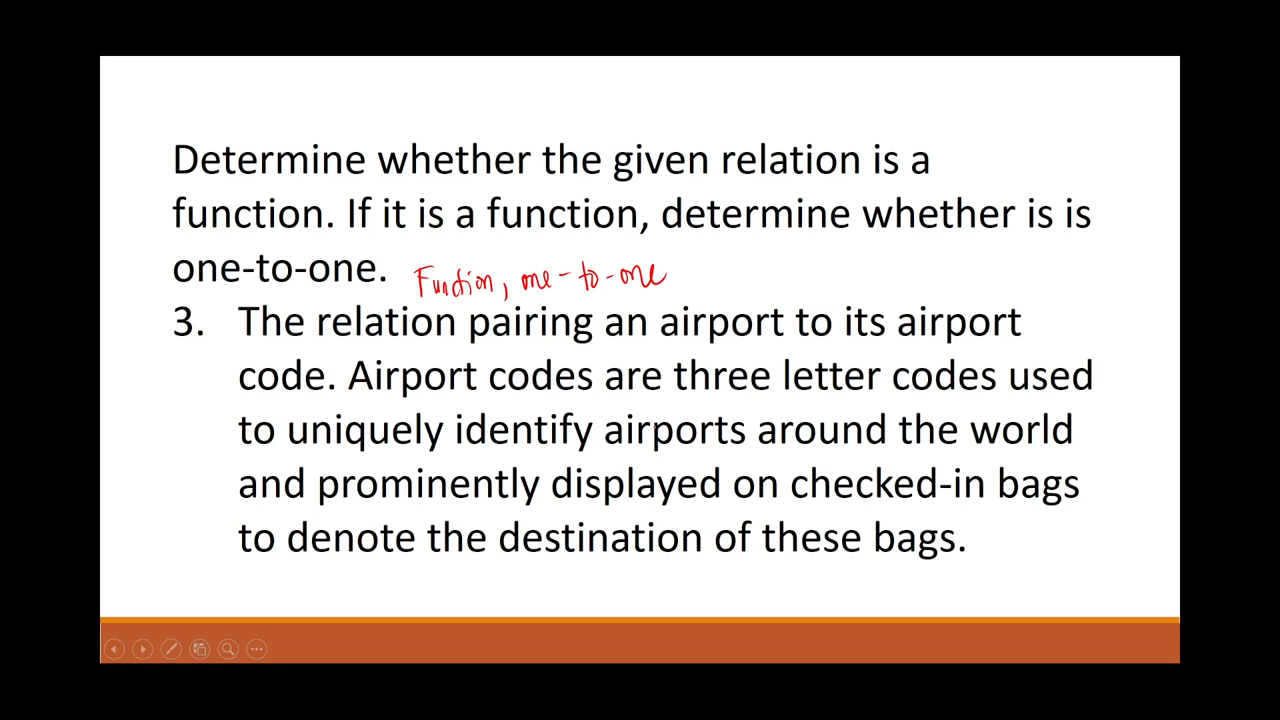 Determine whether the given relation is a
function. If it is a function, determine whether is is
one-to-one. Function, one-to-one
3. The relation pairing an airport to its airport
code. Airport codes are three letter codes used
to uniquely identify airports around the world
and prominently displayed on checked-in bags
to denote the destination of these bags.